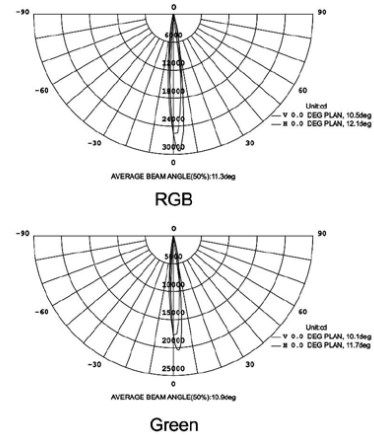 0
-90 90
6000
12000
18000
-60 60
24000
Unit:cd
V 0.0 DEG PLAN, 10.5deg
H 0.0 DEG PLAN, 12.1deg
-30 30
30000
0
AVERAGE BEAM ANGLE(50%):11.3deg
RGB
0
-90 90
5000
10000
15000
-60 60
20000
Unit:cd
V 0.0 DEG PLAN, 10.1deg
H 0.0 DEG PLAN, 11.7deg
-30 30
25000
0
AVERAGE BEAM ANGLE(50%):10.9deg
Green